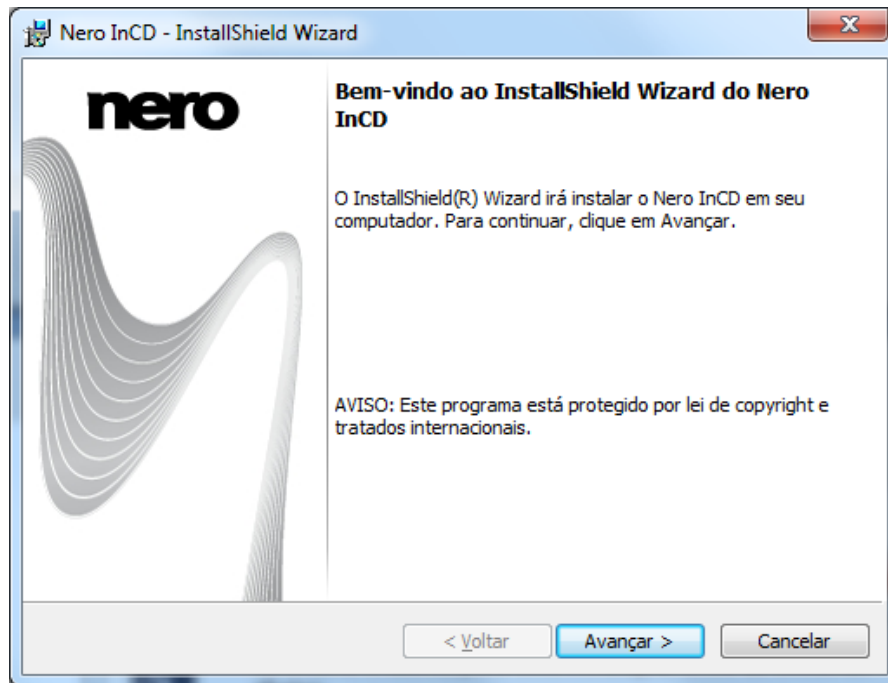 Nero InCD - InstallShield Wizard
nero
Bem-vindo ao InstallShield Wizard do Nero
InCD
O InstallShield(R) Wizard irá instalar o Nero InCD em seu
computador. Para continuar, clique em Avançar.
AVISO: Este programa está protegido por lei de copyright e
tratados internacionais.
< Voltar
Avançar >
Cancelar